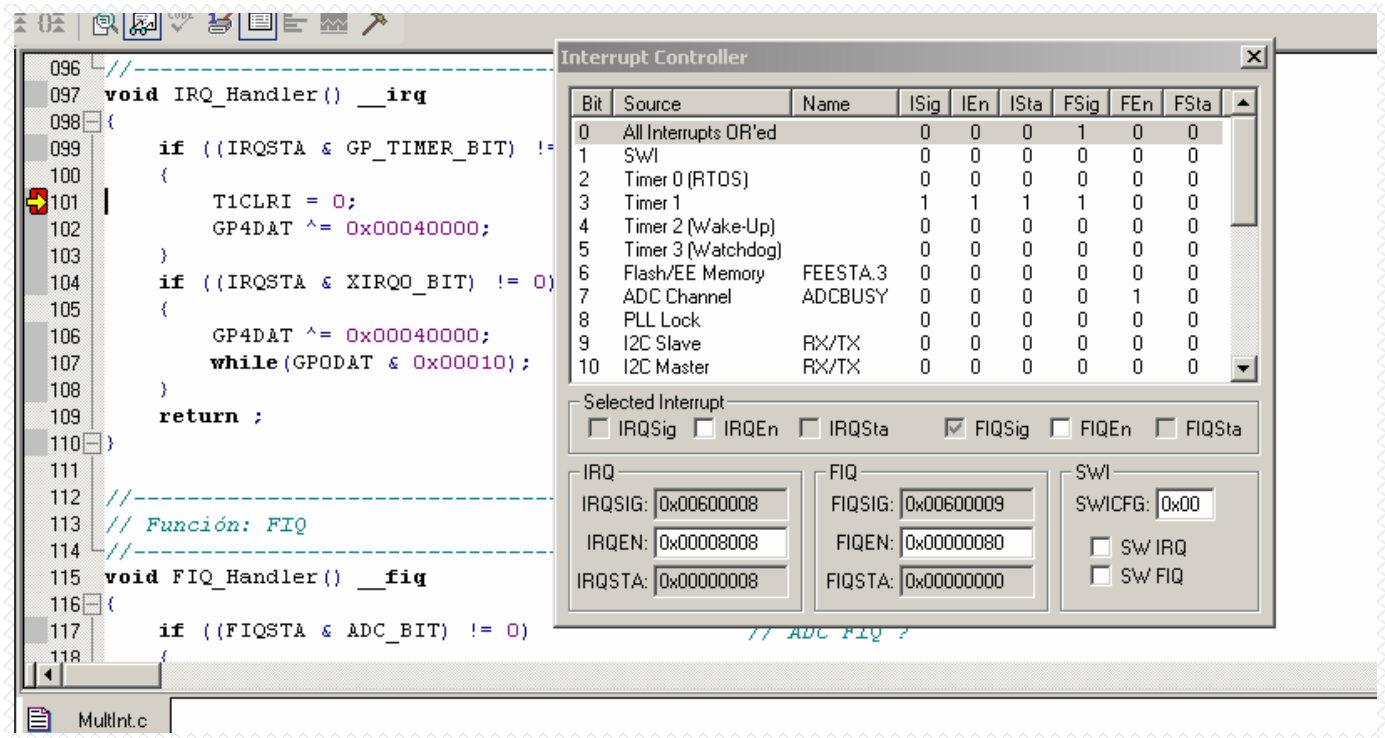 CODE
096 //-----------------------------------
097 void IRQ_Handler() __irq
098 {
099 if ((IRQSTA & GP_TIMER_BIT) !=
100 {
101 T1CLRI = 0;
102 GP4DAT ^= 0x00040000;
103 }
104 if ((IRQSTA & XIRQ0_BIT) != 0)
105 {
106 GP4DAT ^= 0x00040000;
107 while(GP0DAT & 0x00010);
108 }
109 return ;
110 }
111
112 //-----------------------------------
113 // Función: FIQ
114 //-----------------------------------
115 void FIQ_Handler() __fiq
116 {
117 if ((FIQSTA & ADC_BIT) != 0) // ADC FIQ ?
118 {
MultInt.c
Interrupt Controller
Bit Source Name ISig IEn ISta FSig FEn FSta
0 All Interrupts OR'ed 0 0 0 1 0 0
1 SWI 0 0 0 0 0 0
2 Timer 0 (RTOS) 0 0 0 0 0 0
3 Timer 1 1 1 1 1 0 0
4 Timer 2 (Wake-Up) 0 0 0 0 0 0
5 Timer 3 (Watchdog) 0 0 0 0 0 0
6 Flash/EE Memory FEESTA.3 0 0 0 0 0 0
7 ADC Channel ADCBUSY 0 0 0 0 1 0
8 PLL Lock 0 0 0 0 0 0
9 I2C Slave RX/TX 0 0 0 0 0 0
10 I2C Master RX/TX 0 0 0 0 0 0
Selected Interrupt
IRQSig IRQEn IRQSta FIQSig FIQEn FIQSta
IRQ
IRQSIG: 0x00600008
IRQEN: 0x00008008
IRQSTA: 0x00000008
FIQ
FIQSIG: 0x00600009
FIQEN: 0x00000080
FIQSTA: 0x00000000
SWI
SWICFG: 0x00
SW IRQ
SW FIQ